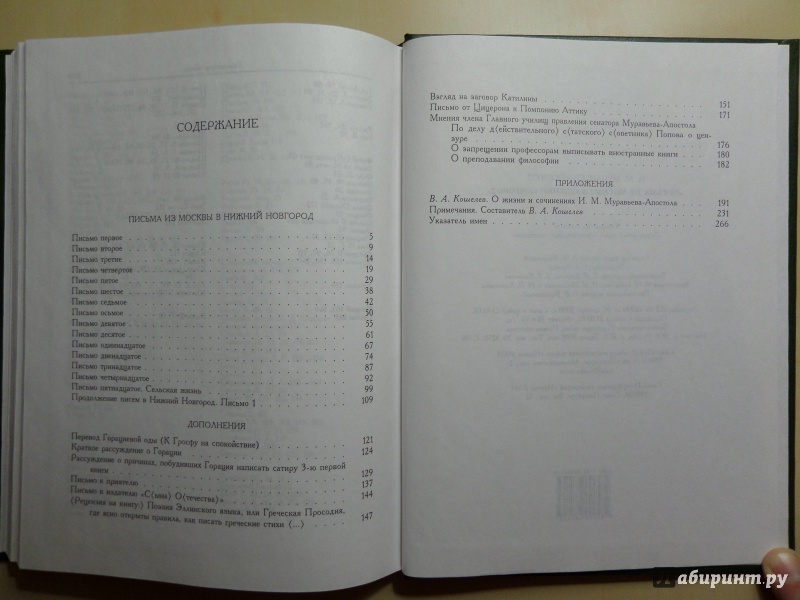 СОДЕРЖАНИЕ
ПИСЬМА ИЗ МОСКВЫ В НИЖНИЙ НОВГОРОД
Письмо первое . . . 5
Письмо второе . . . 9
Письмо третие . . . 14
Письмо четвертое . . . 19
Письмо пятое . . . 29
Письмо шестое . . . 38
Письмо седьмое . . . 42
Письмо осьмое . . . 50
Письмо девятое . . . 55
Письмо десятое . . . 61
Письмо одиннадцатое . . . 67
Письмо двенадцатое . . . 74
Письмо тринадцатое . . . 87
Письмо четырнадцатое . . . 92
Письмо пятнадцатое. Сельская жизнь . . . 99
Продолжение писем в Нижний Новгород. Письмо 1 . . . 109
ДОПОЛНЕНИЯ
Перевод Горациевой оды (К Гросфу на спокойствие) . . . 121
Краткое рассуждение о Горации . . . 124
Рассуждение о причинах, побудивших Горация написать сатиру 3-ю первой
книги . . . 129
Письмо к приятелю . . . 137
Письмо к издателю «С(ына) О(течества)» . . . 144
(Рецензия на книгу:) Поэзия Эллинского языка, или Греческая Просодия,
где ясно открыты правила, как писать греческие стихи (...) . . . 147
Взгляд на заговор Катилины . . . 151
Письмо от Цицерона к Помпонию Аттику . . . 171
Мнения члена Главного училищ правления сенатора Муравьева-Апостола
По делу д(ействительного) с(татского) с(оветника) Попова о цен-
зуре . . . 176
О запрещении профессорам выписывать иностранные книги . . . 180
О преподавании философии . . . 182
ПРИЛОЖЕНИЯ
В. А. Кошелев. О жизни и сочинениях И. М. Муравьева-Апостола . . . 191
Примечания. Составитель В. А. Кошелев . . . 231
Указатель имен . . . 266
Лабиринт.ру